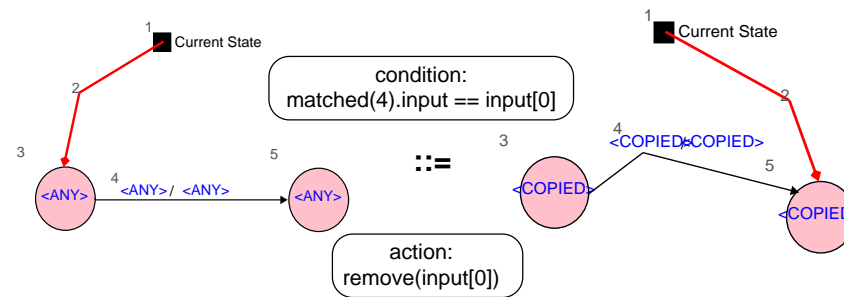 1
Current State
2
3
<ANY>
4
<ANY> / <ANY>
5
<ANY>
condition:
matched(4).input == input[0]
::=
action:
remove(input[0])
1
Current State
2
3
<COPIED>
4
<COPIED>/<COPIED>
5
<COPIED>